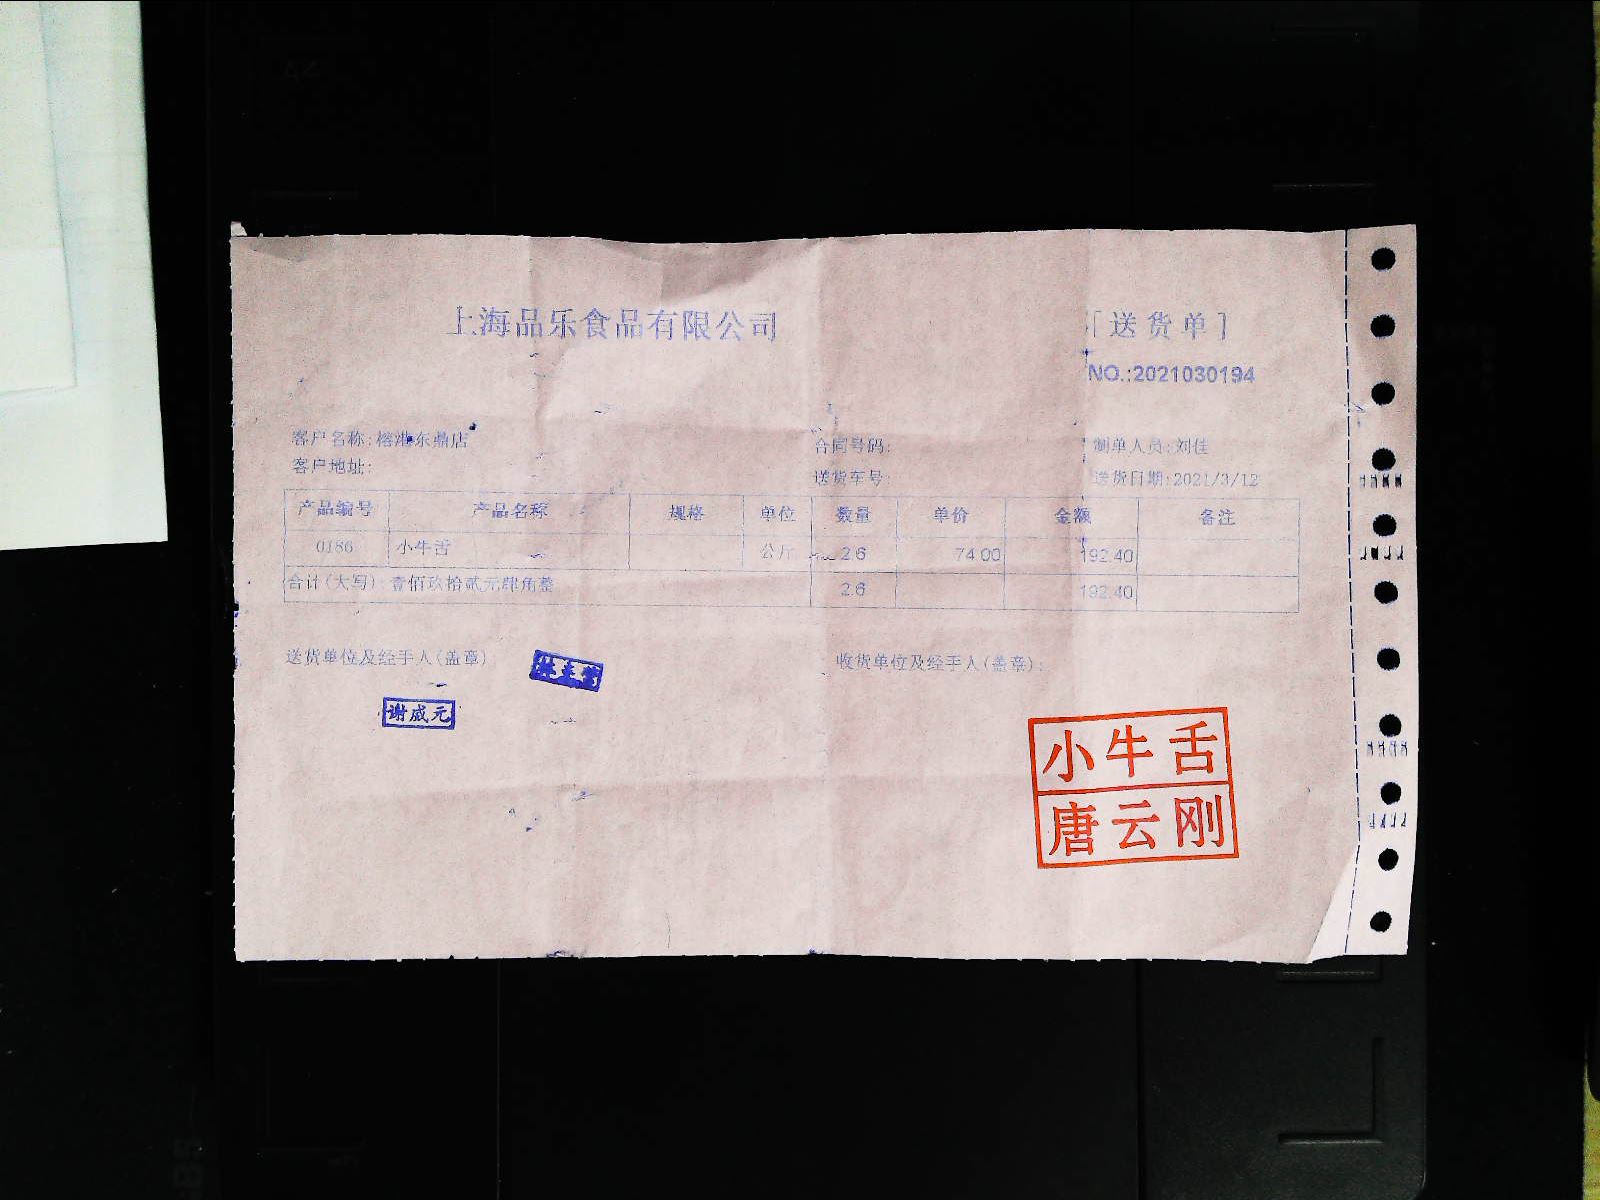 上海品乐食品有限公司
[送货单]
NO.:2021030194
客户名称:榕港东鼎店 合同号码: 制单人员:刘佳
客户地址: 送货车号: 送货日期:2021/3/12
产品编号 产品名称 规格 单位 数量 单价 金额 备注
0186 小牛舌 公斤 2.6 74.00 192.40
合计(大写):壹佰玖拾贰元肆角整 2.6 192.40
送货单位及经手人(盖章) 收货单位及经手人(盖章):
谢威元
小牛舌
唐云刚